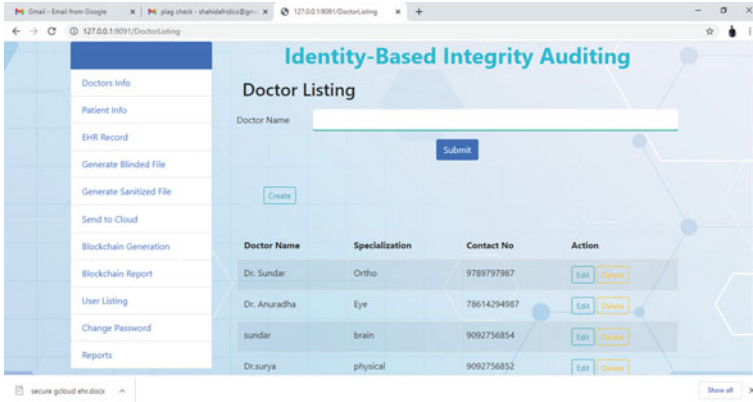 Gmail - Email from Google
127.0.0.1:9091/DoctorListing
127.0.0.1:9091/DoctorListing
Identity-Based Integrity Auditing
Doctors Info
Patient Info
EHR Record
Generate Blinded File
Generate Sanitized File
Send to Cloud
Blockchain Generation
Blockchain Report
User Listing
Change Password
Reports
Doctor Listing
Doctor Name
Submit
Create
Doctor Name Specialization Contact No Action
Dr. Sundar Ortho 9789797987 Edit Delete
Dr. Anuradha Eye 78614294987 Edit Delete
sundar brain 9092756854 Edit Delete
Dr.surya physical 9092756852 Edit Delete
secure gcloud ehr.docx
Show all